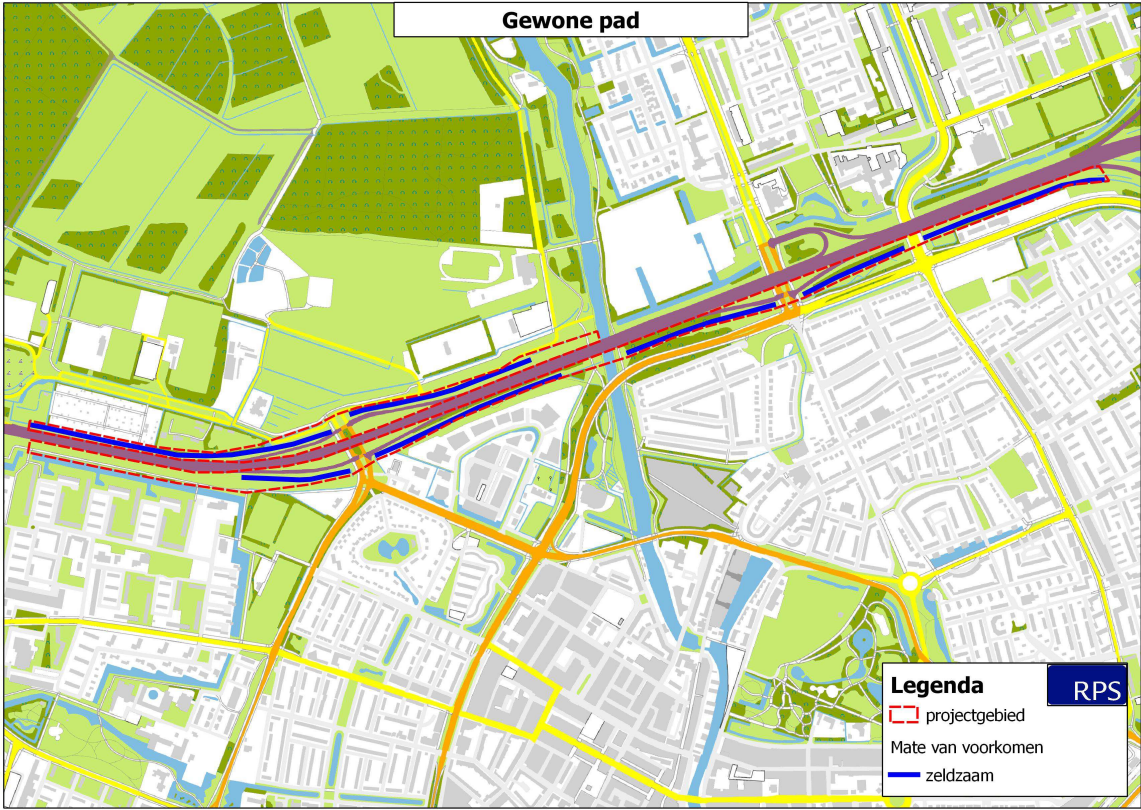 Gewone pad
Legenda
RPS
projectgebied
Mate van voorkomen
zeldzaam